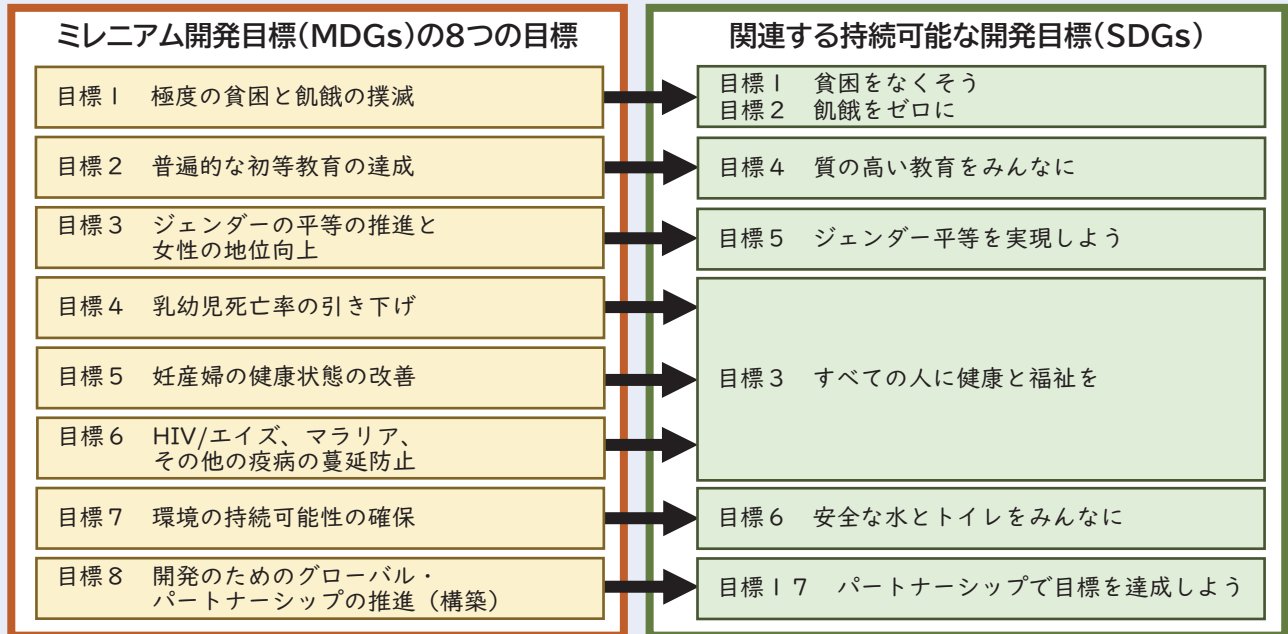 ミレニアム開発目標(MDGs)の8つの目標
目標1 極度の貧困と飢餓の撲滅
目標2 普遍的な初等教育の達成
目標3 ジェンダーの平等の推進と
女性の地位向上
目標4 乳幼児死亡率の引き下げ
目標5 妊産婦の健康状態の改善
目標6 HIV/エイズ、マラリア、
その他の疫病の蔓延防止
目標7 環境の持続可能性の確保
目標8 開発のためのグローバル・
パートナーシップの推進（構築）
関連する持続可能な開発目標(SDGs)
目標1 貧困をなくそう
目標2 飢餓をゼロに
目標4 質の高い教育をみんなに
目標5 ジェンダー平等を実現しよう
目標3 すべての人に健康と福祉を
目標6 安全な水とトイレをみんなに
目標17 パートナーシップで目標を達成しよう